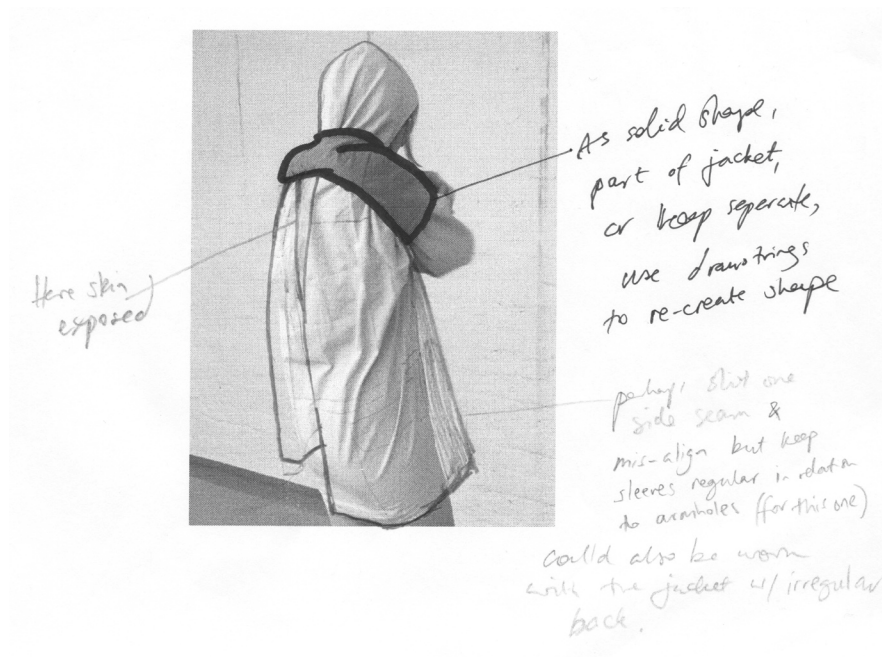 As solid shape,
part of jacket,
or keep seperate,
use drawstrings
to re-create shape
Here skin
exposed
perhaps slit one
side seam &
mis-align but keep
sleeves regular in relation
to armholes (for this one)
could also be worn
with the jacket w/ irregular
back.